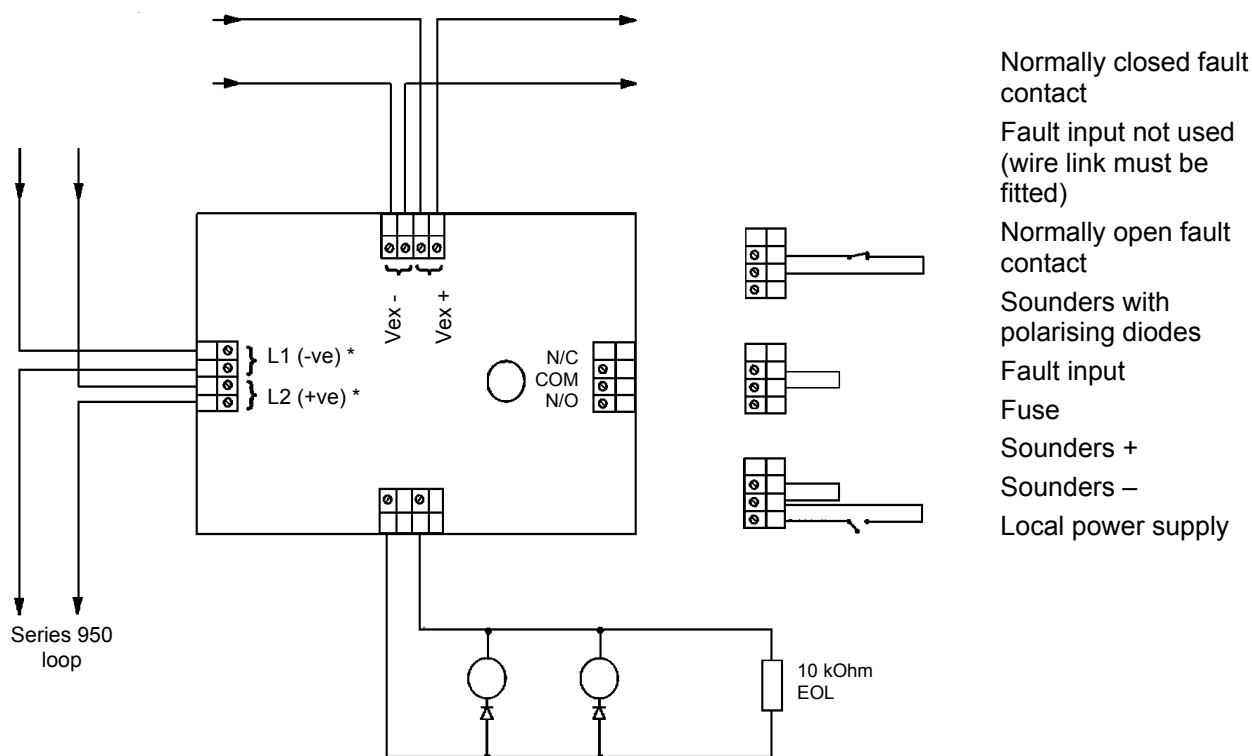 Vex -
Vex +
L1 (-ve) *
L2 (+ve) *
N/C
COM
N/O
Series 950
loop
10 kOhm
EOL
Normally closed fault
contact
Fault input not used
(wire link must be
fitted)
Normally open fault
contact
Sounders with
polarising diodes
Fault input
Fuse
Sounders +
Sounders –
Local power supply